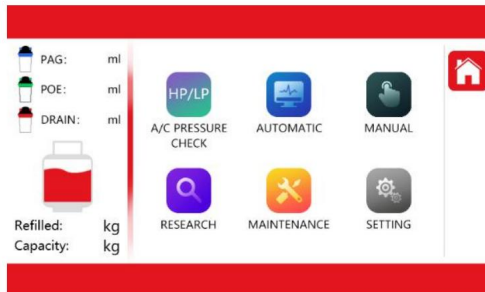 PAG: ml
POE: ml
DRAIN: ml
HP/LP
A/C PRESSURE
CHECK
AUTOMATIC
MANUAL
RESEARCH
MAINTENANCE
SETTING
Refilled: kg
Capacity: kg